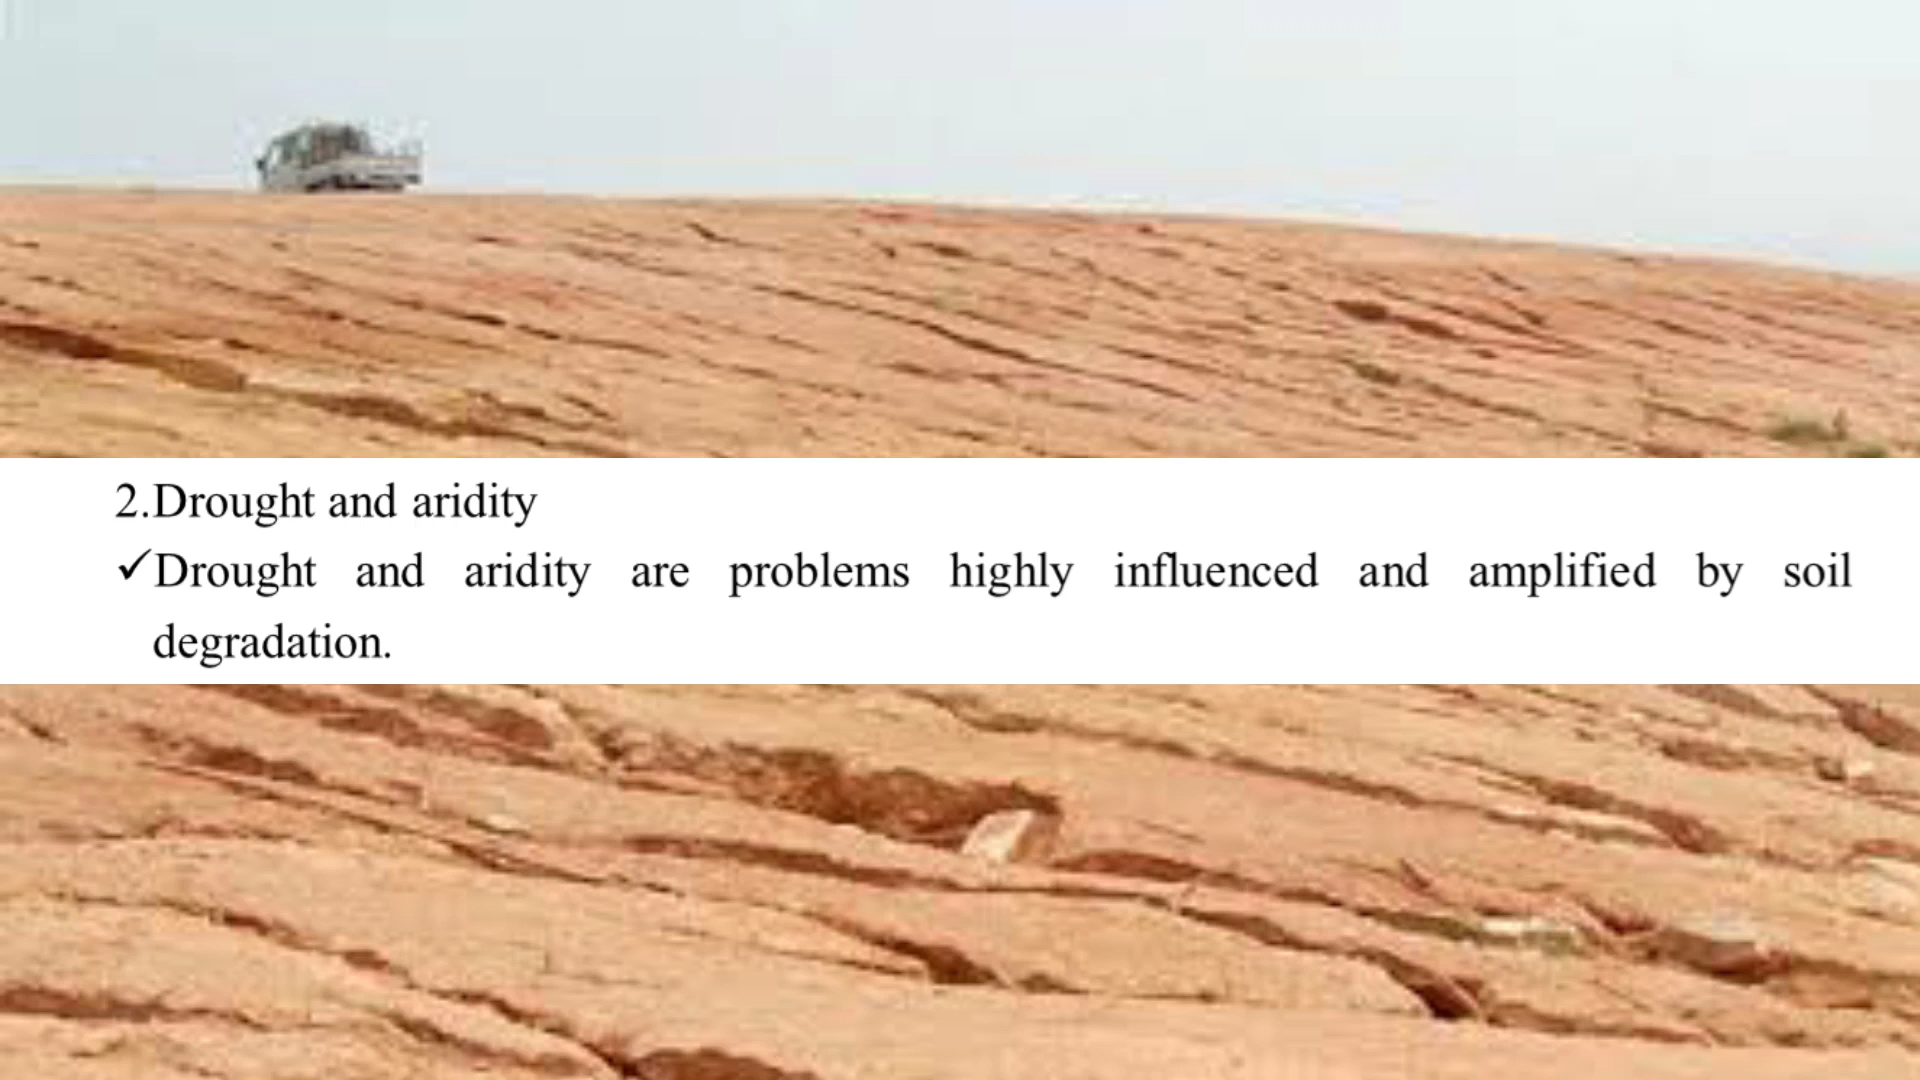 2.Drought and aridity
✓Drought and aridity are problems highly influenced and amplified by soil
degradation.